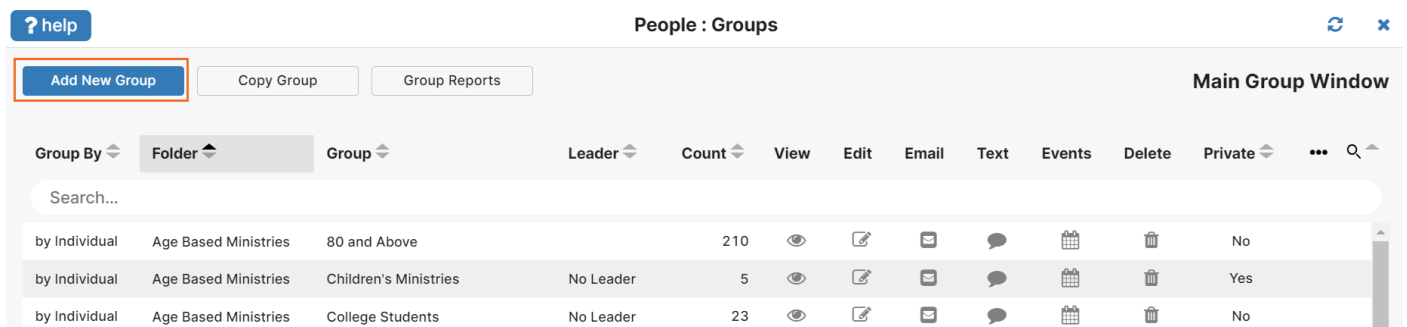 ? help People : Groups
Add New Group Copy Group Group Reports Main Group Window
Group By Folder Group Leader Count View Edit Email Text Events Delete Private •••
Search...
by Individual Age Based Ministries 80 and Above 210 No
by Individual Age Based Ministries Children's Ministries No Leader 5 Yes
by Individual Age Based Ministries College Students No Leader 23 No